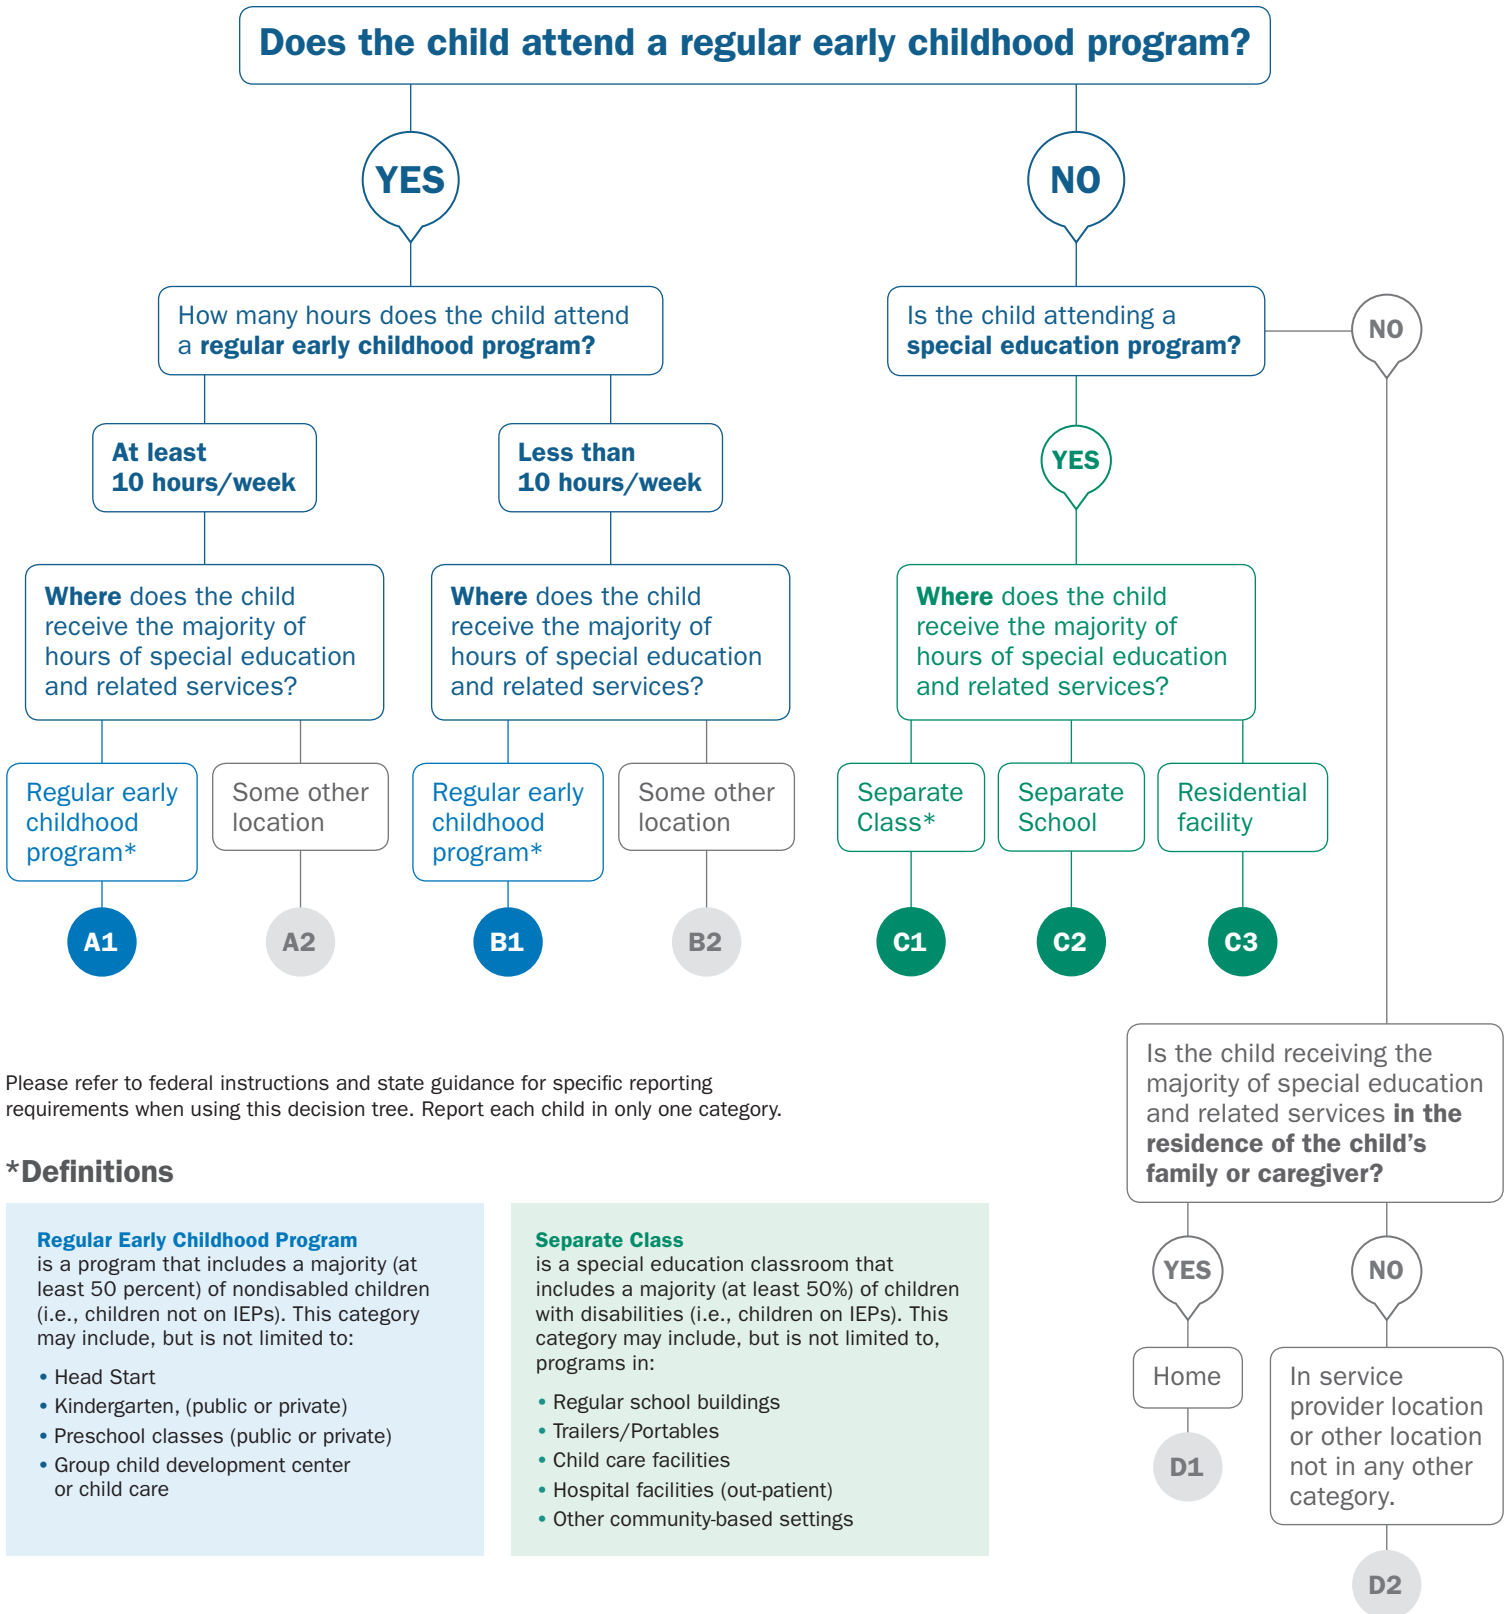 Does the child attend a regular early childhood program?
YES
NO
How many hours does the child attend
a regular early childhood program?
Is the child attending a
special education program?
NO
At least
10 hours/week
Less than
10 hours/week
YES
Where does the child
receive the majority of
hours of special education
and related services?
Where does the child
receive the majority of
hours of special education
and related services?
Where does the child
receive the majority of
hours of special education
and related services?
Regular early
childhood
program*
Some other
location
Regular early
childhood
program*
Some other
location
Separate
Class*
Separate
School
Residential
facility
A1
A2
B1
B2
C1
C2
C3
Is the child receiving the
majority of special education
and related services in the
residence of the child’s
family or caregiver?
YES
NO
Home
In service
provider location
or other location
not in any other
category.
D1
D2
Please refer to federal instructions and state guidance for specific reporting
requirements when using this decision tree. Report each child in only one category.
*Definitions
Regular Early Childhood Program
is a program that includes a majority (at
least 50 percent) of nondisabled children
(i.e., children not on IEPs). This category
may include, but is not limited to:
• Head Start
• Kindergarten, (public or private)
• Preschool classes (public or private)
• Group child development center
or child care
Separate Class
is a special education classroom that
includes a majority (at least 50%) of children
with disabilities (i.e., children on IEPs). This
category may include, but is not limited to,
programs in:
• Regular school buildings
• Trailers/Portables
• Child care facilities
• Hospital facilities (out-patient)
• Other community-based settings